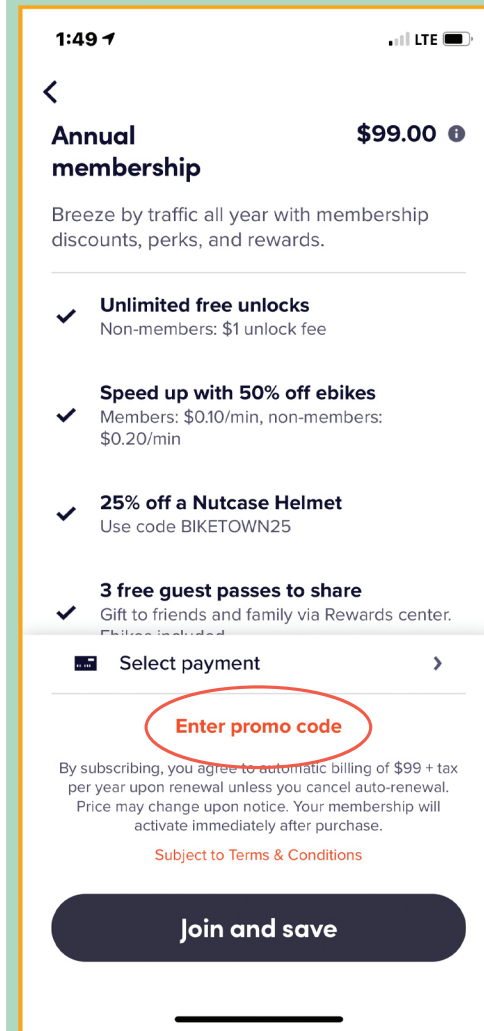 1:49 LTE
Annual $99.00
membership
Breeze by traffic all year with membership
discounts, perks, and rewards.
Unlimited free unlocks
Non-members: $1 unlock fee
Speed up with 50% off ebikes
Members: $0.10/min, non-members:
$0.20/min
25% off a Nutcase Helmet
Use code BIKETOWN25
3 free guest passes to share
Gift to friends and family via Rewards center.
Ebikes included
Select payment
Enter promo code
By subscribing, you agree to automatic billing of $99 + tax
per year upon renewal unless you cancel auto-renewal.
Price may change upon notice. Your membership will
activate immediately after purchase.
Subject to Terms & Conditions
Join and save